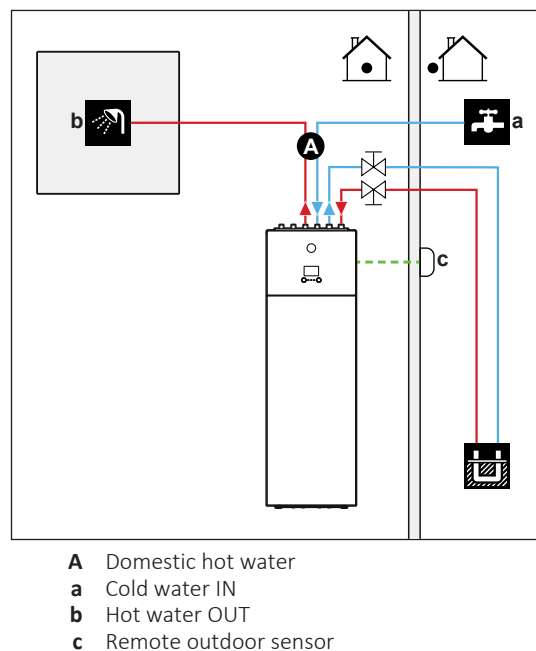 b
A
a
c
A Domestic hot water
a Cold water IN
b Hot water OUT
c Remote outdoor sensor